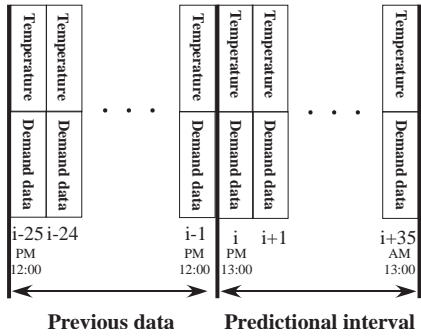 Temperature Temperature Temperature Temperature Temperature Temperature
. . . . . .
Demand data Demand data Demand data Demand data Demand data Demand data
i-25 i-24 i-1 i i+1 i+35
PM PM PM AM
12:00 12:00 13:00 13:00
Previous data Predictional interval